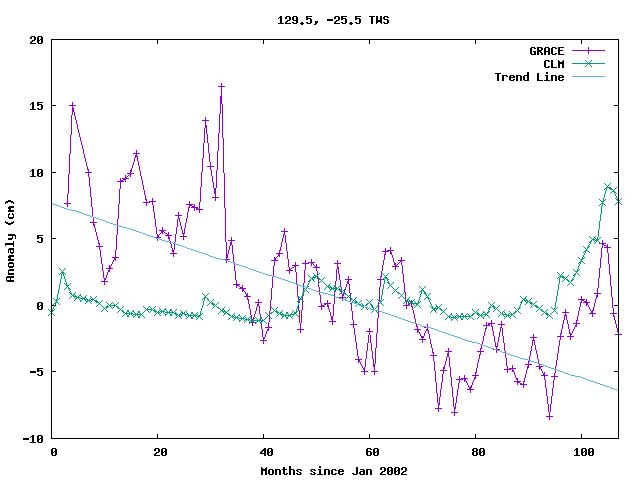 129.5, -25.5 TWS
20
GRACE
CLM
Trend Line
15
10
Anomaly (cm)
5
0
-5
-10
0 20 40 60 80 100
Months since Jan 2002